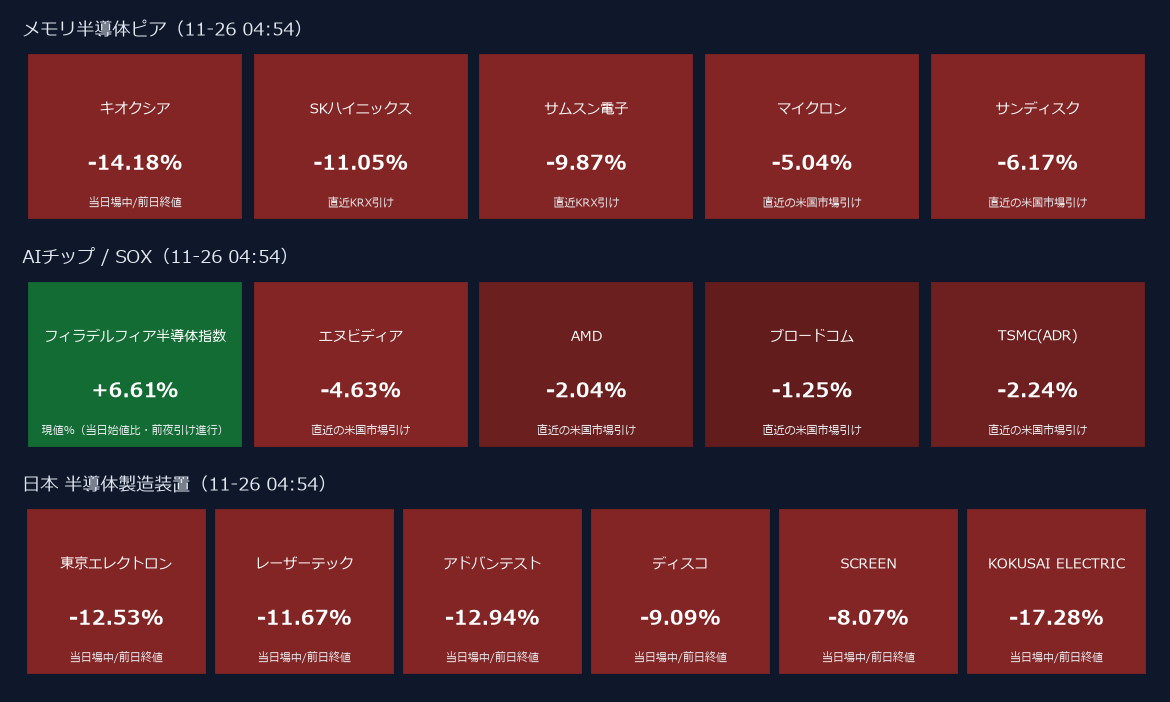 メモリ半導体ピア（11-26 04:54）
キオクシア
-14.18%
当日場中/前日終値
SKハイニックス
-11.05%
直近KRX引け
サムスン電子
-9.87%
直近KRX引け
マイクロン
-5.04%
直近の米国市場引け
サンディスク
-6.17%
直近の米国市場引け
AIチップ / SOX（11-26 04:54）
フィラデルフィア半導体指数
+6.61%
現値%（当日始値比・前夜引け進行）
エヌビディア
-4.63%
直近の米国市場引け
AMD
-2.04%
直近の米国市場引け
ブロードコム
-1.25%
直近の米国市場引け
TSMC(ADR)
-2.24%
直近の米国市場引け
日本 半導体製造装置（11-26 04:54）
東京エレクトロン
-12.53%
当日場中/前日終値
レーザーテック
-11.67%
当日場中/前日終値
アドバンテスト
-12.94%
当日場中/前日終値
ディスコ
-9.09%
当日場中/前日終値
SCREEN
-8.07%
当日場中/前日終値
KOKUSAI ELECTRIC
-17.28%
当日場中/前日終値